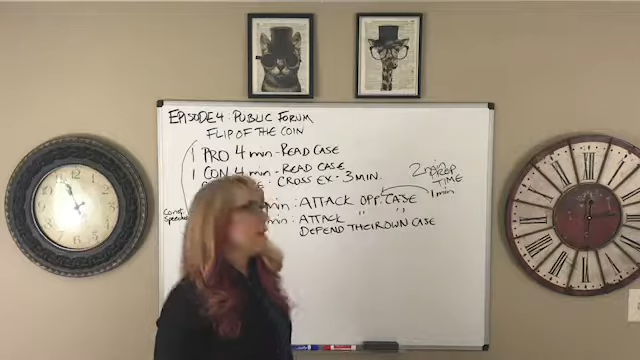 EPISODE 4: PUBLIC FORUM
FLIP OF THE COIN
1 PRO 4 min - READ CASE
1 CON 4 min - READ CASE
CROSS EX - 3 MIN.
min: ATTACK OPP. CASE
min: ATTACK " "
DEFEND THEIR OWN CASE
2 min PREP TIME
1 min
Const. Speeches